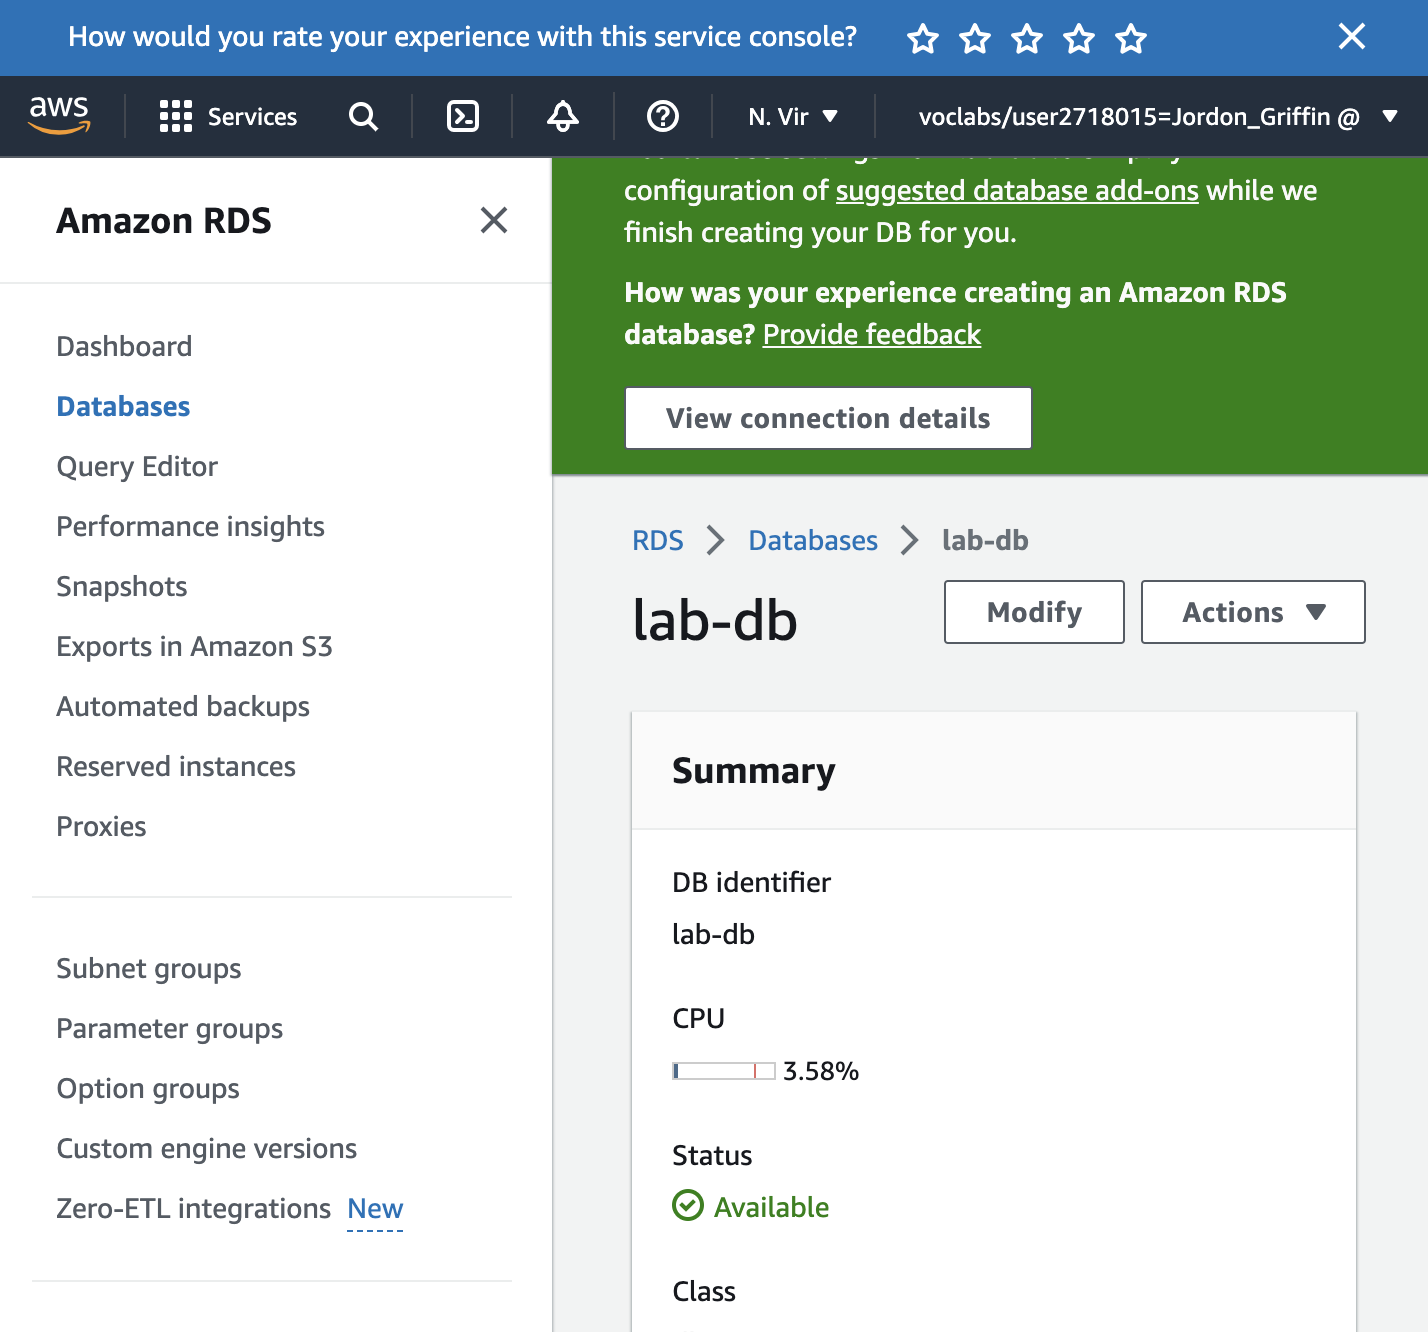 How would you rate your experience with this service console?
aws
Services
N. Vir
voclabs/user2718015=Jordon_Griffin @
Amazon RDS
Dashboard
Databases
Query Editor
Performance insights
Snapshots
Exports in Amazon S3
Automated backups
Reserved instances
Proxies
Subnet groups
Parameter groups
Option groups
Custom engine versions
Zero-ETL integrations New
configuration of suggested database add-ons while we
finish creating your DB for you.
How was your experience creating an Amazon RDS
database? Provide feedback
View connection details
RDS > Databases > lab-db
lab-db
Modify
Actions
Summary
DB identifier
lab-db
CPU
3.58%
Status
Available
Class